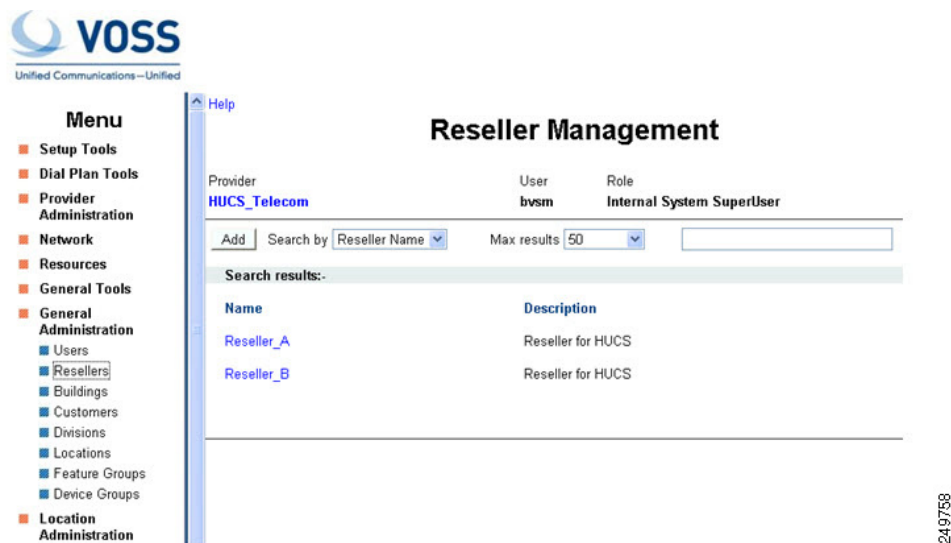 VOSS
Unified Communications—Unified
Menu
Setup Tools
Dial Plan Tools
Provider
Administration
Network
Resources
General Tools
General
Administration
Users
Resellers
Buildings
Customers
Divisions
Locations
Feature Groups
Device Groups
Location
Administration
Help
Reseller Management
Provider User Role
HUCS_Telecom bvsm Internal System SuperUser
Add Search by Reseller Name Max results 50
Search results:-
Name Description
Reseller_A Reseller for HUCS
Reseller_B Reseller for HUCS
249758